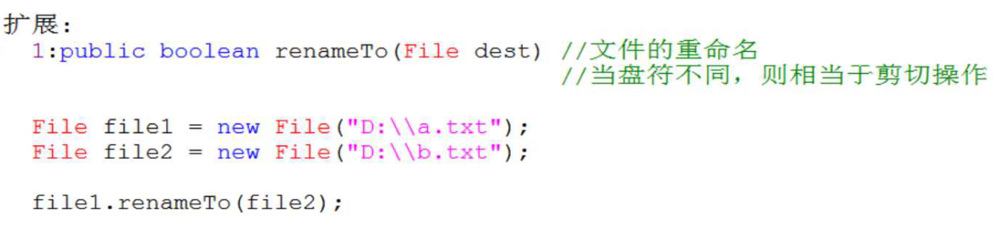 扩展:
1:public boolean renameTo(File dest) //文件的重命名
//当盘符不同，则相当于剪切操作
File file1 = new File("D:\\a.txt");
File file2 = new File("D:\\b.txt");
file1.renameTo(file2);